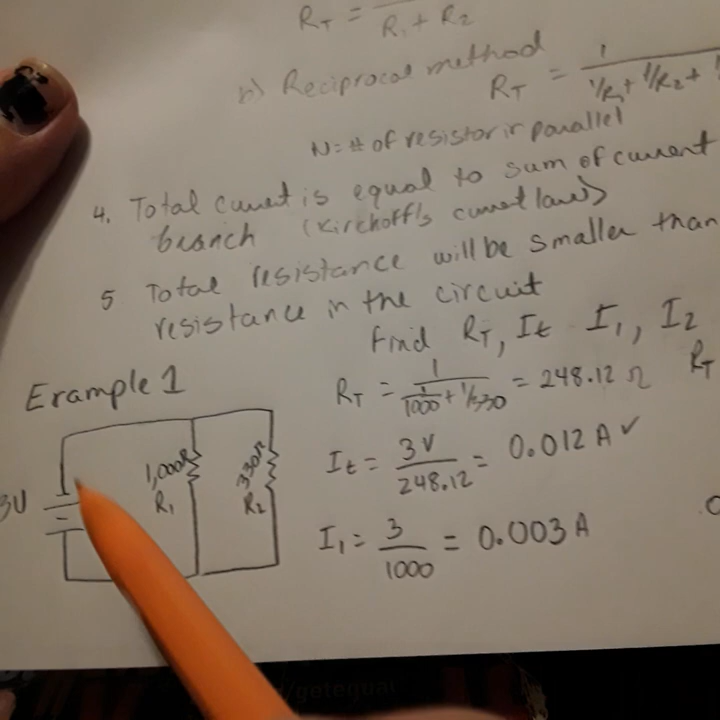 RT = R1 + R2
b) Reciprocal method
RT = 1 / 1/R1 + 1/R2 +
N = # of resistor in parallel
4. Total current is equal to sum of current
branch (Kirchoff's current laws)
5. Total resistance will be smaller than
resistance in the circuit
Find RT, It I1, I2
Example 1
RT = 1 / 1/1000 + 1/330 = 248.12 Ω
RT
It = 3V / 248.12 = 0.012 A ✓
I1 = 3 / 1000 = 0.003 A
3V
1,000Ω
R1
330Ω
R2